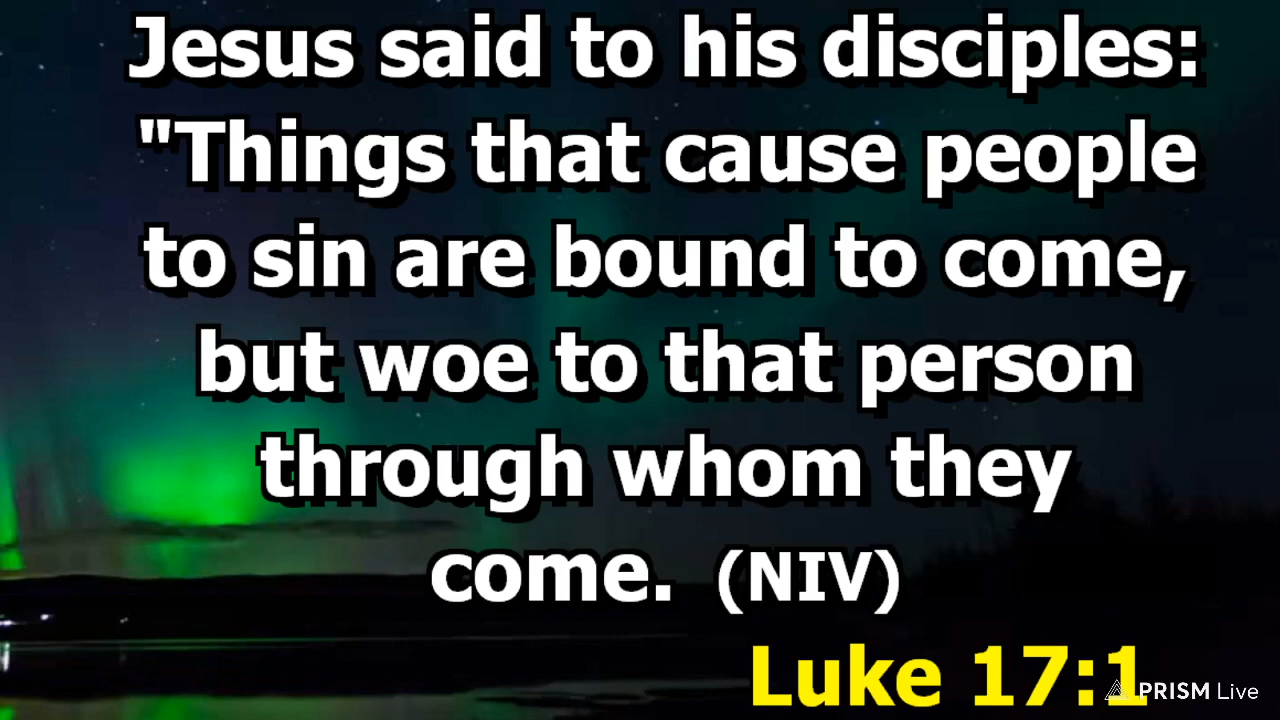 Jesus said to his disciples:
"Things that cause people
to sin are bound to come,
but woe to that person
through whom they
come. (NIV)
Luke 17:1
PRISM Live